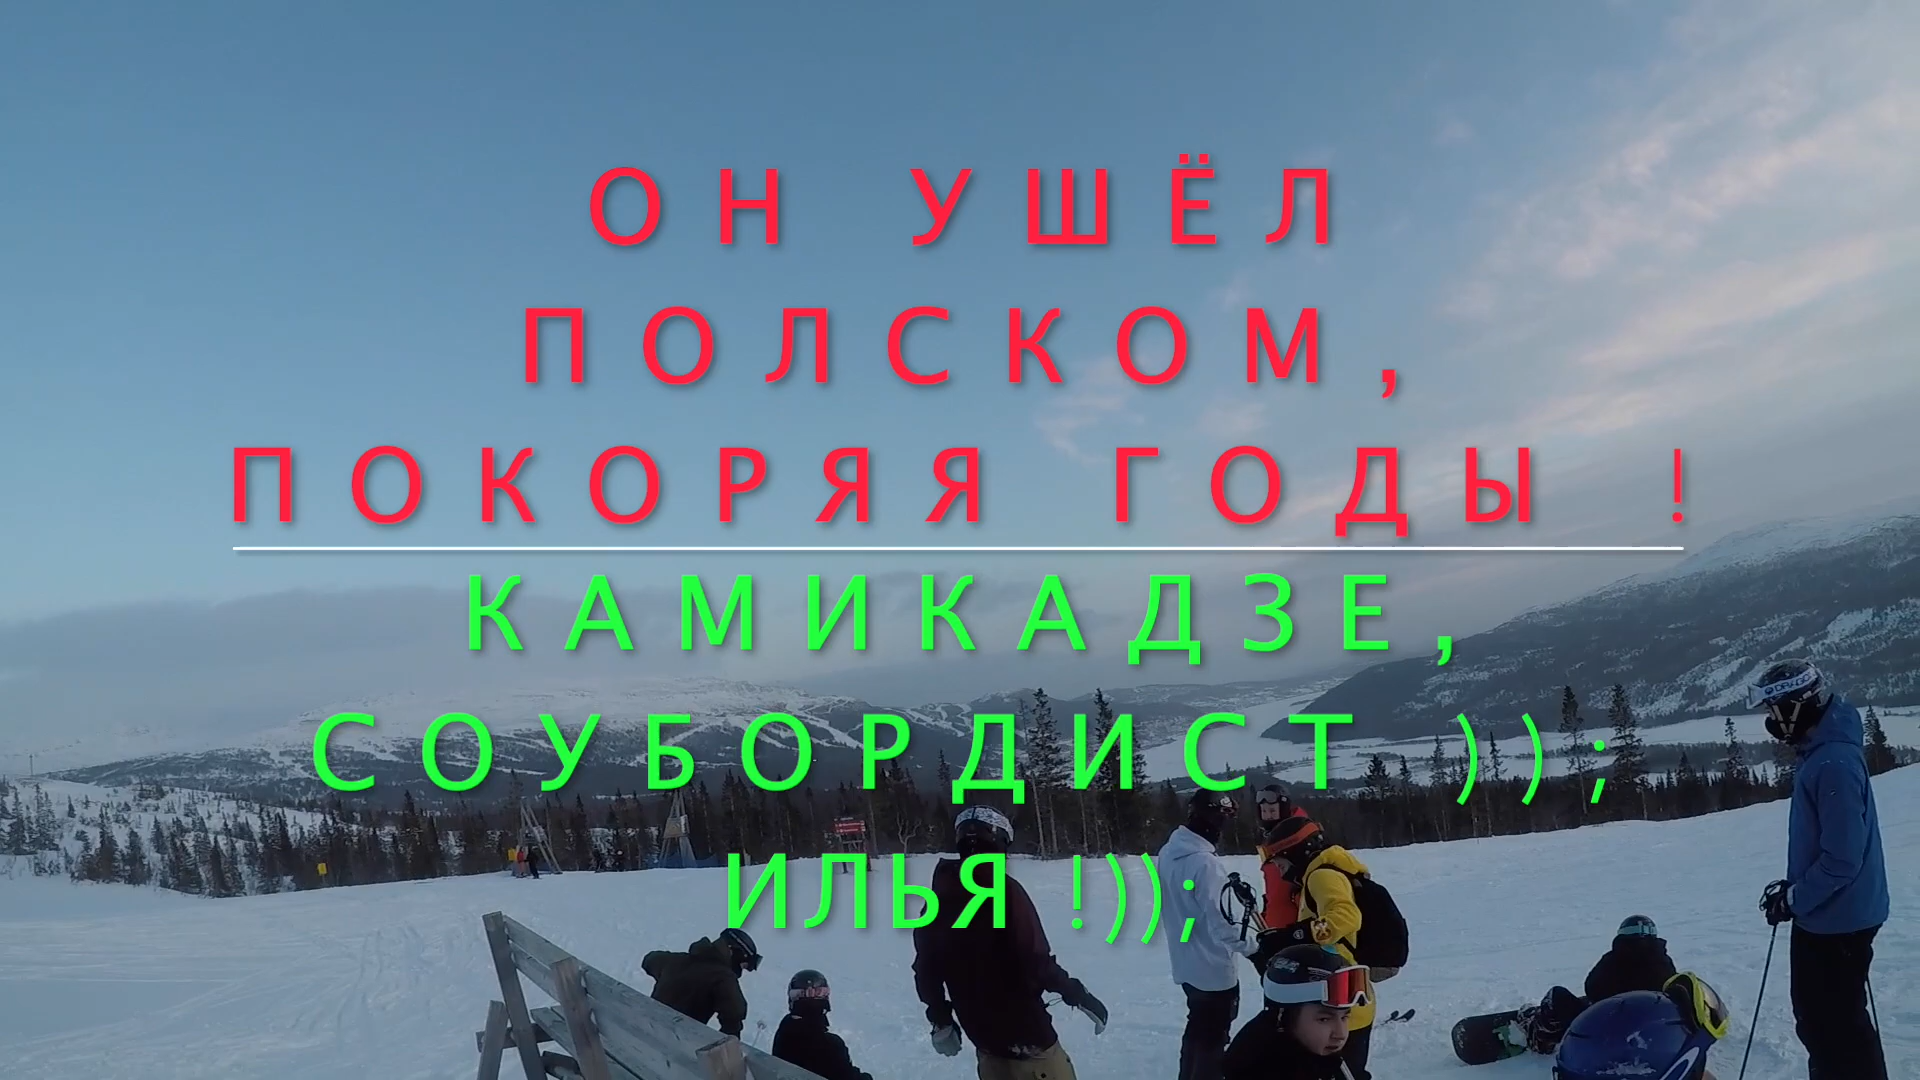 ОН УШЁЛ
ПОЛСКОМ,
ПОКОРЯЯ ГОДЫ !
КАМИКАДЗЕ,
СОУБОРДИСТ ));
ИЛЬЯ !));